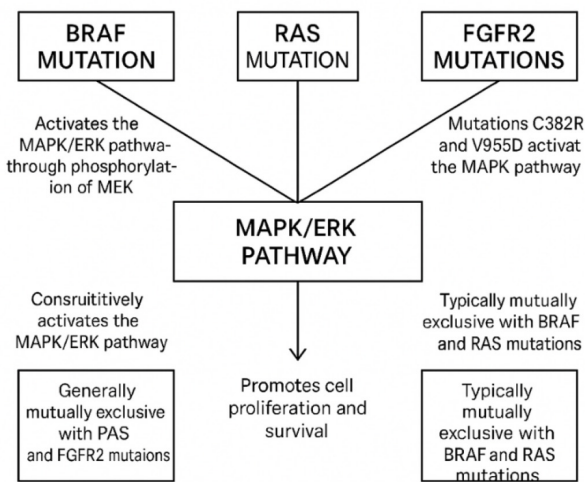 BRAF
MUTATION
RAS
MUTATION
FGFR2
MUTATIONS
Activates the
MAPK/ERK pathwa-
through phosphorylat-
ion of MEK
Mutations C382R
and V955D activat
the MAPK pathway
MAPK/ERK
PATHWAY
Consruititively
activates the
MAPK/ERK pathway
Typically mutually
exclusive with BRAF
and RAS mutations
Generally
mutually exclusive
with PAS
and FGFR2 mutaions
Promotes cell
proliferation and
survival
Typically
mutually
exclusive with
BRAF and RAS
mutations